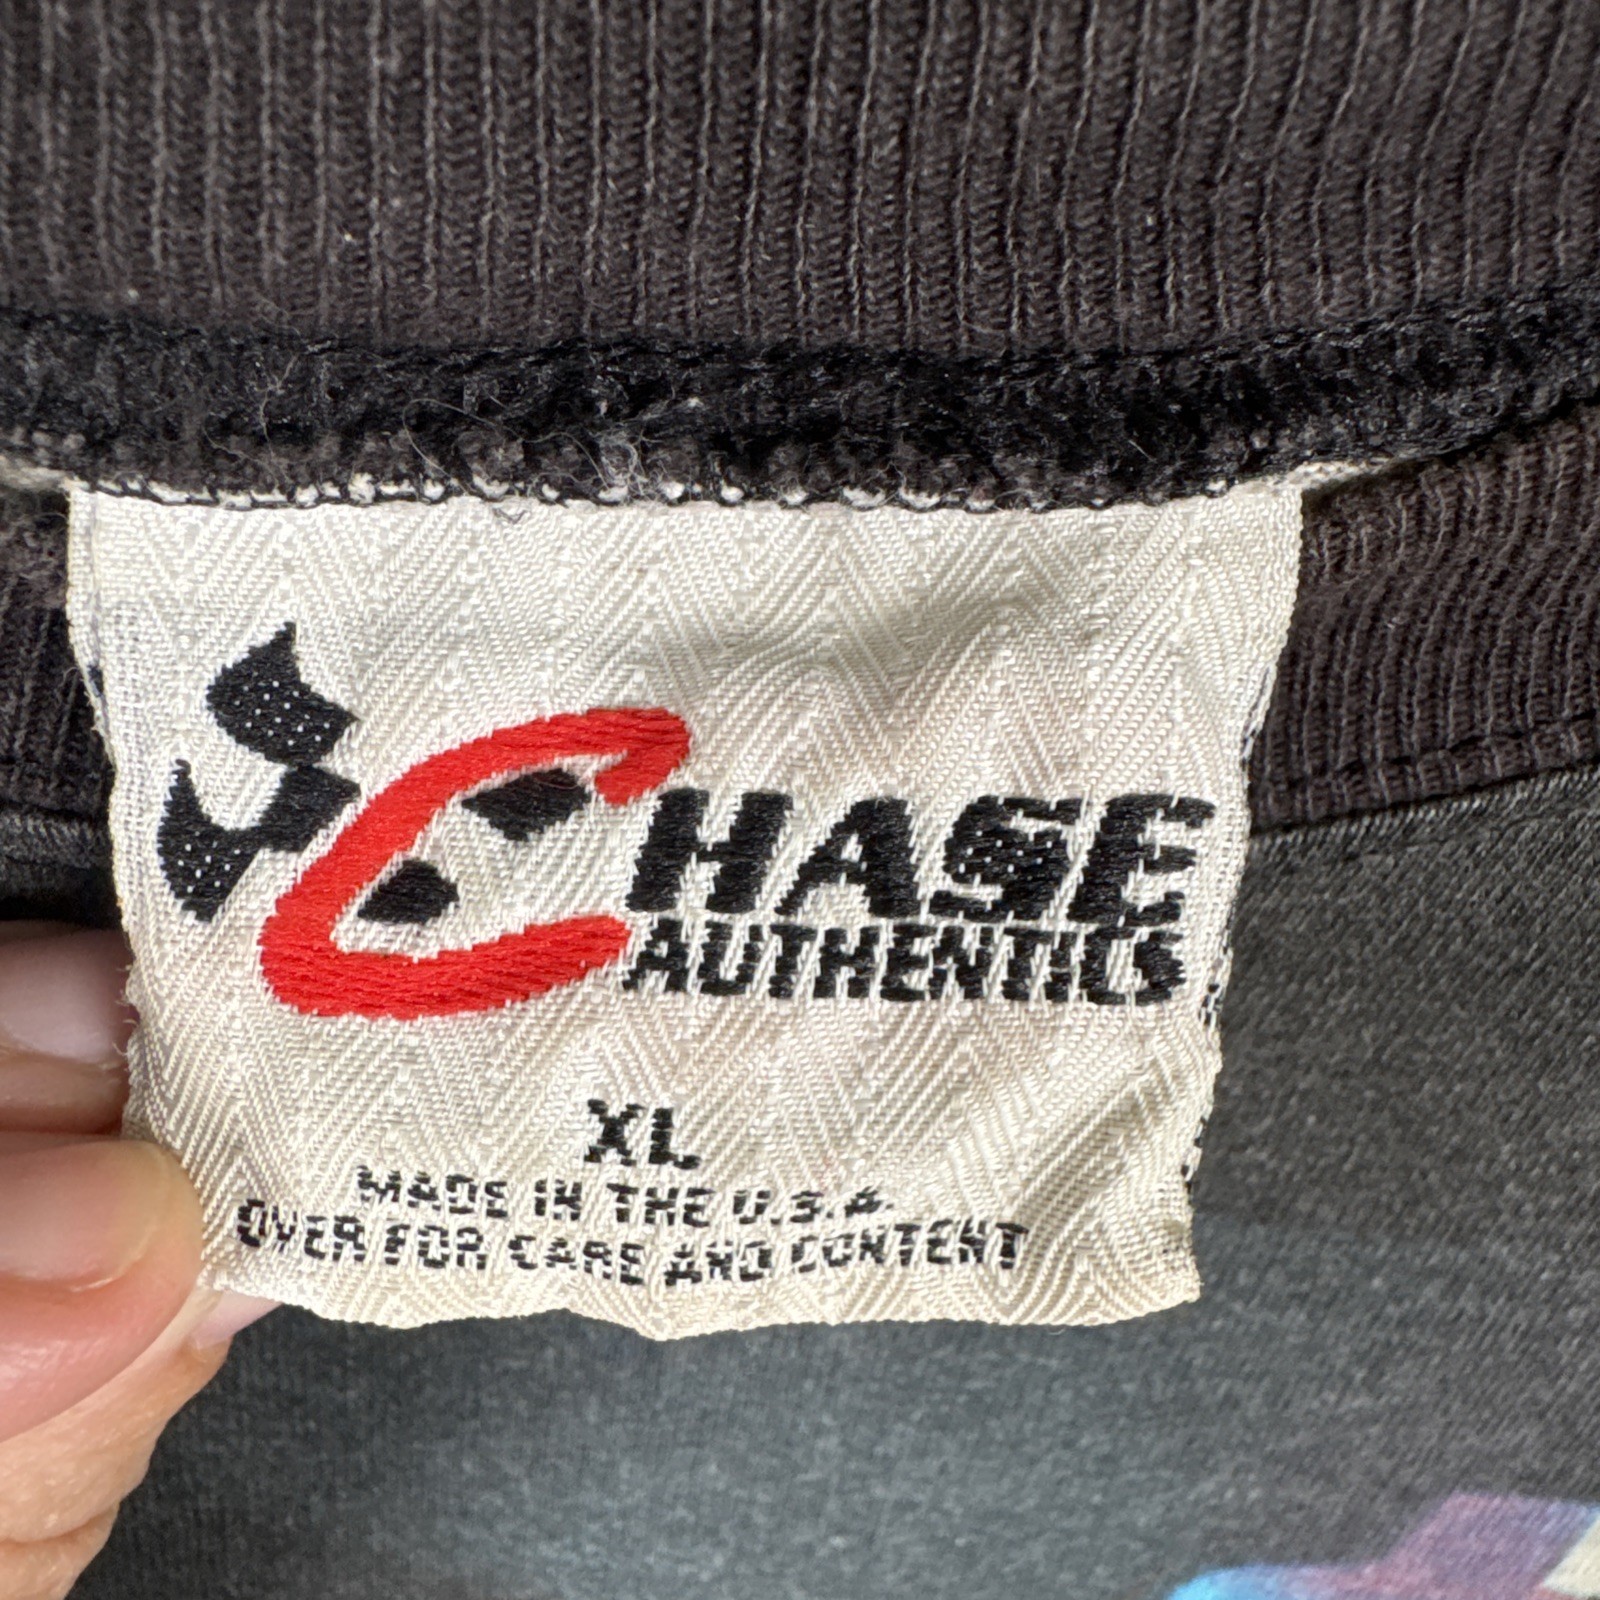 CHASE
AUTHENTICS
XL
MADE IN THE U.S.A.
OVER FOR CARE AND CONTENT